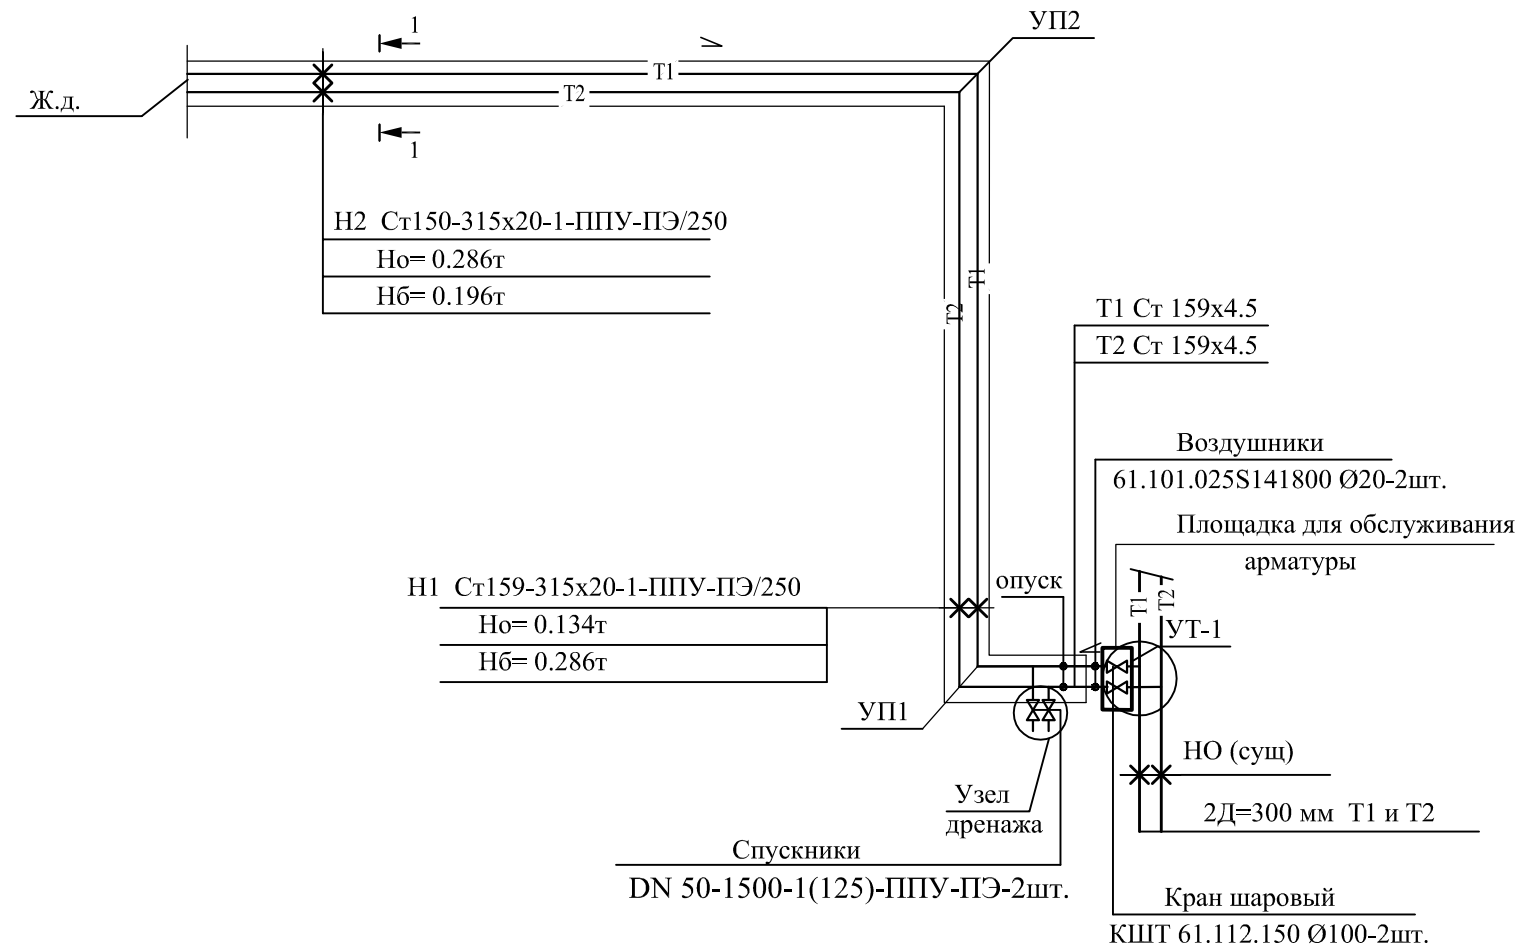 1
УП2
Т1
Т2
Ж.д.
1
Н2 Ст150-315х20-1-ППУ-ПЭ/250
Но= 0.286т
Нб= 0.196т
Т1
Т2
Т1 Ст 159х4.5
Т2 Ст 159х4.5
Воздушники
61.101.025S141800 Ø20-2шт.
Площадка для обслуживания
арматуры
опуск
Н1 Ст159-315х20-1-ППУ-ПЭ/250
Но= 0.134т
Нб= 0.286т
Т1
Т2
УТ-1
УП1
НО (сущ)
Узел
дренажа
2Д=300 мм Т1 и Т2
Спускники
DN 50-1500-1(125)-ППУ-ПЭ-2шт.
Кран шаровый
КШТ 61.112.150 Ø100-2шт.